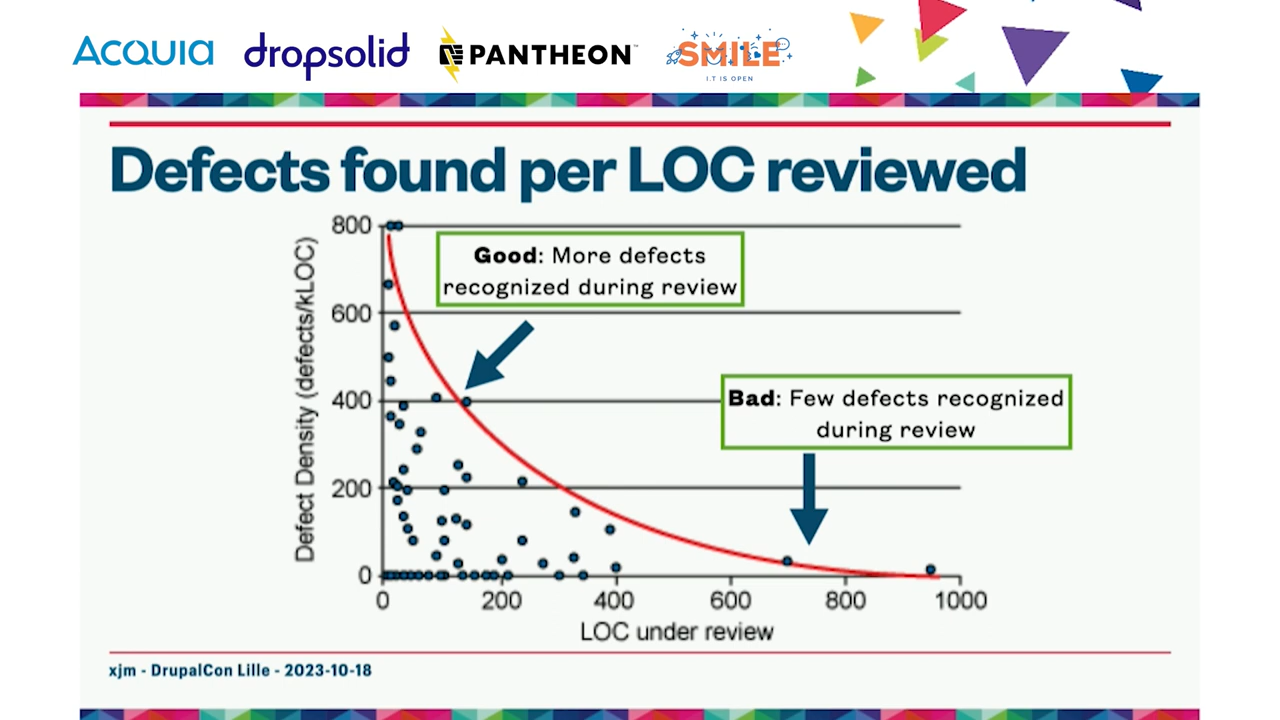 ACQUIA dropsolid PANTHEON SMILE
I.T IS OPEN
Defects found per LOC reviewed
Defect Density (defects/kLOC)
800
600
400
200
0
Good: More defects
recognized during review
Bad: Few defects recognized
during review
0 200 400 600 800 1000
LOC under review
xjm - DrupalCon Lille - 2023-10-18